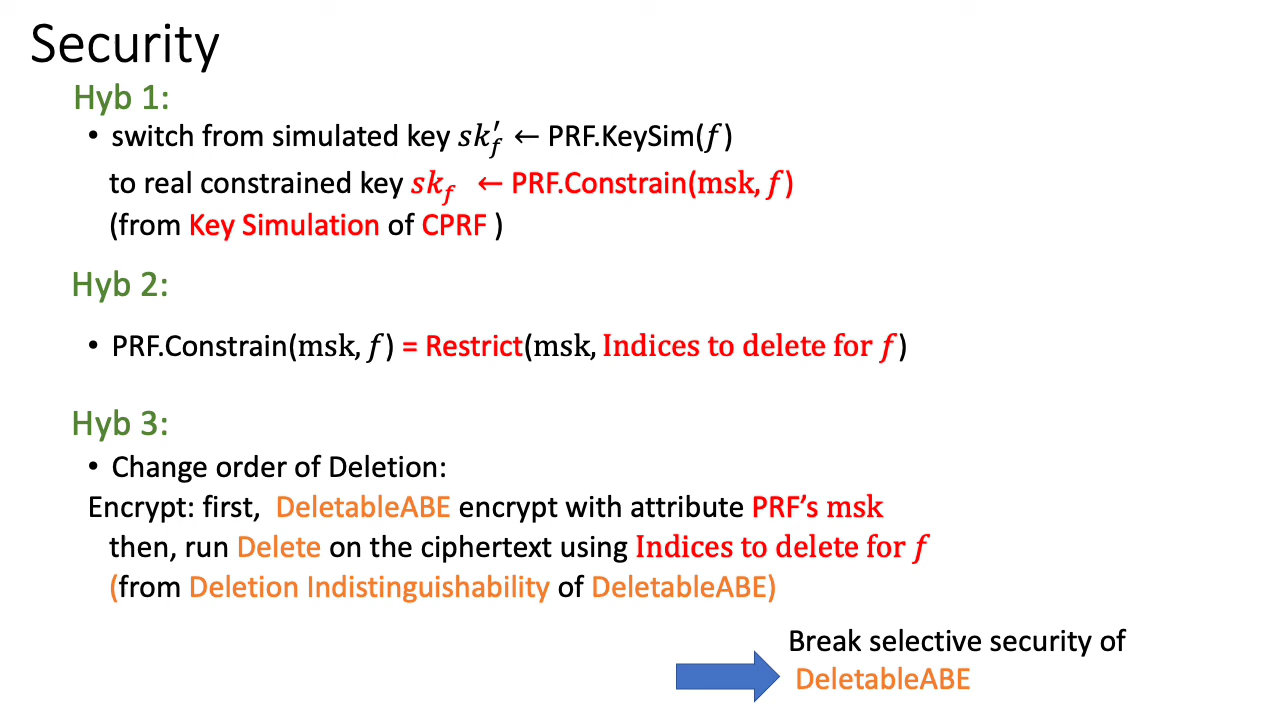 Security
Hyb 1:
• switch from simulated key sk′_f ← PRF.KeySim(f)
to real constrained key sk_f ← PRF.Constrain(msk, f)
(from Key Simulation of CPRF )
Hyb 2:
• PRF.Constrain(msk, f) = Restrict(msk, Indices to delete for f)
Hyb 3:
• Change order of Deletion:
Encrypt: first, DeletableABE encrypt with attribute PRF’s msk
then, run Delete on the ciphertext using Indices to delete for f
(from Deletion Indistinguishability of DeletableABE)
Break selective security of
DeletableABE